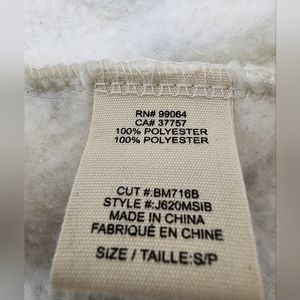 RN# 99064
CA# 37757
100% POLYESTER
100% POLYESTER
CUT #:BM716B
STYLE #:J620MSIB
MADE IN CHINA
FABRIQUÉ EN CHINE
SIZE / TAILLE:S/P